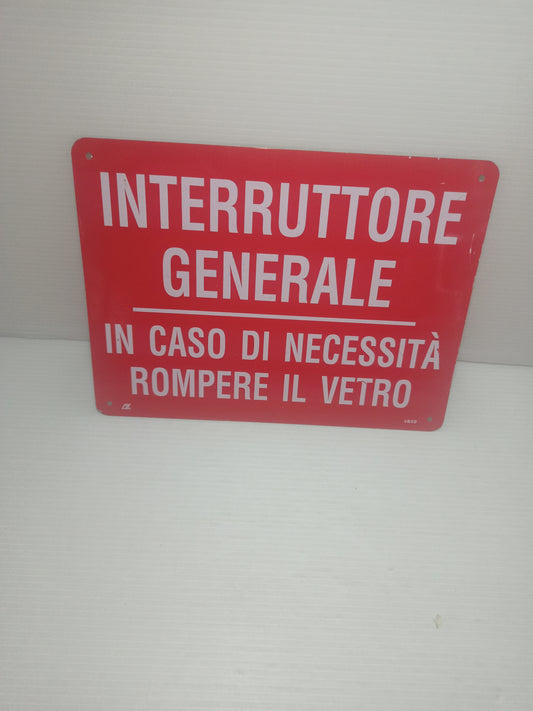 INTERRUTTORE
GENERALE
IN CASO DI NECESSITÀ
ROMPERE IL VETRO